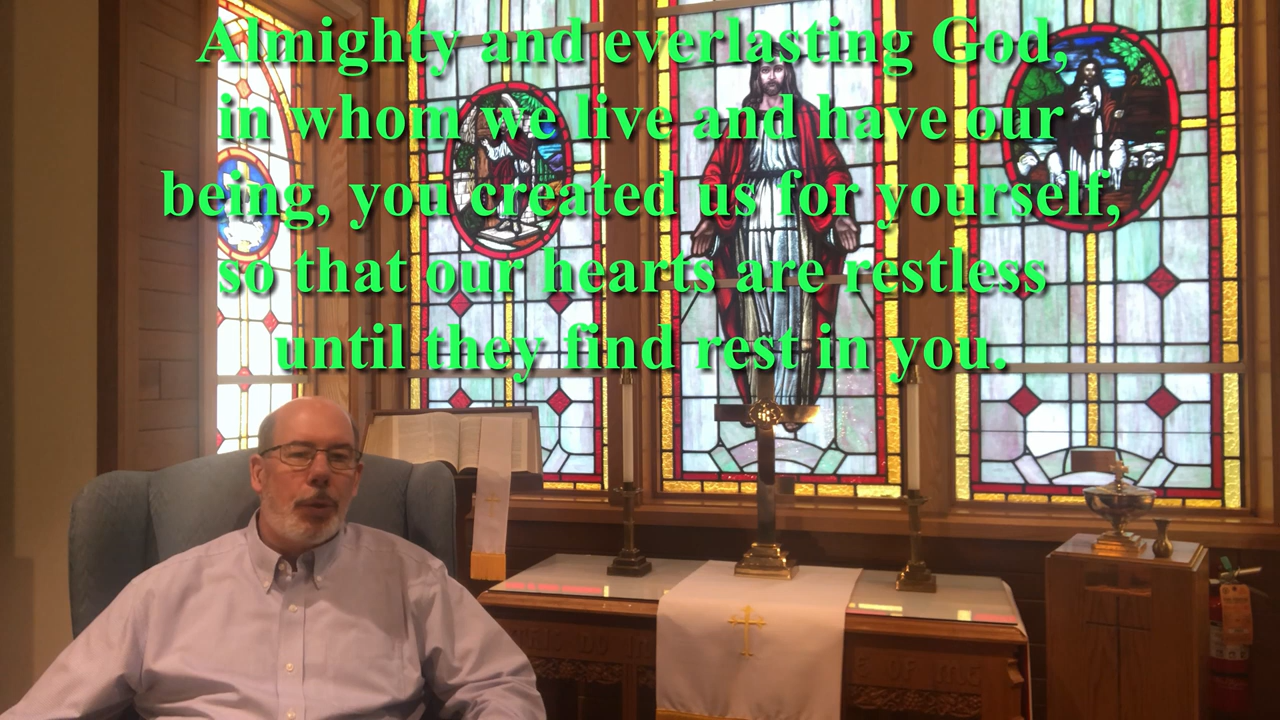 Almighty and everlasting God,
in whom we live and have our
being, you created us for yourself,
so that our hearts are restless
until they find rest in you.